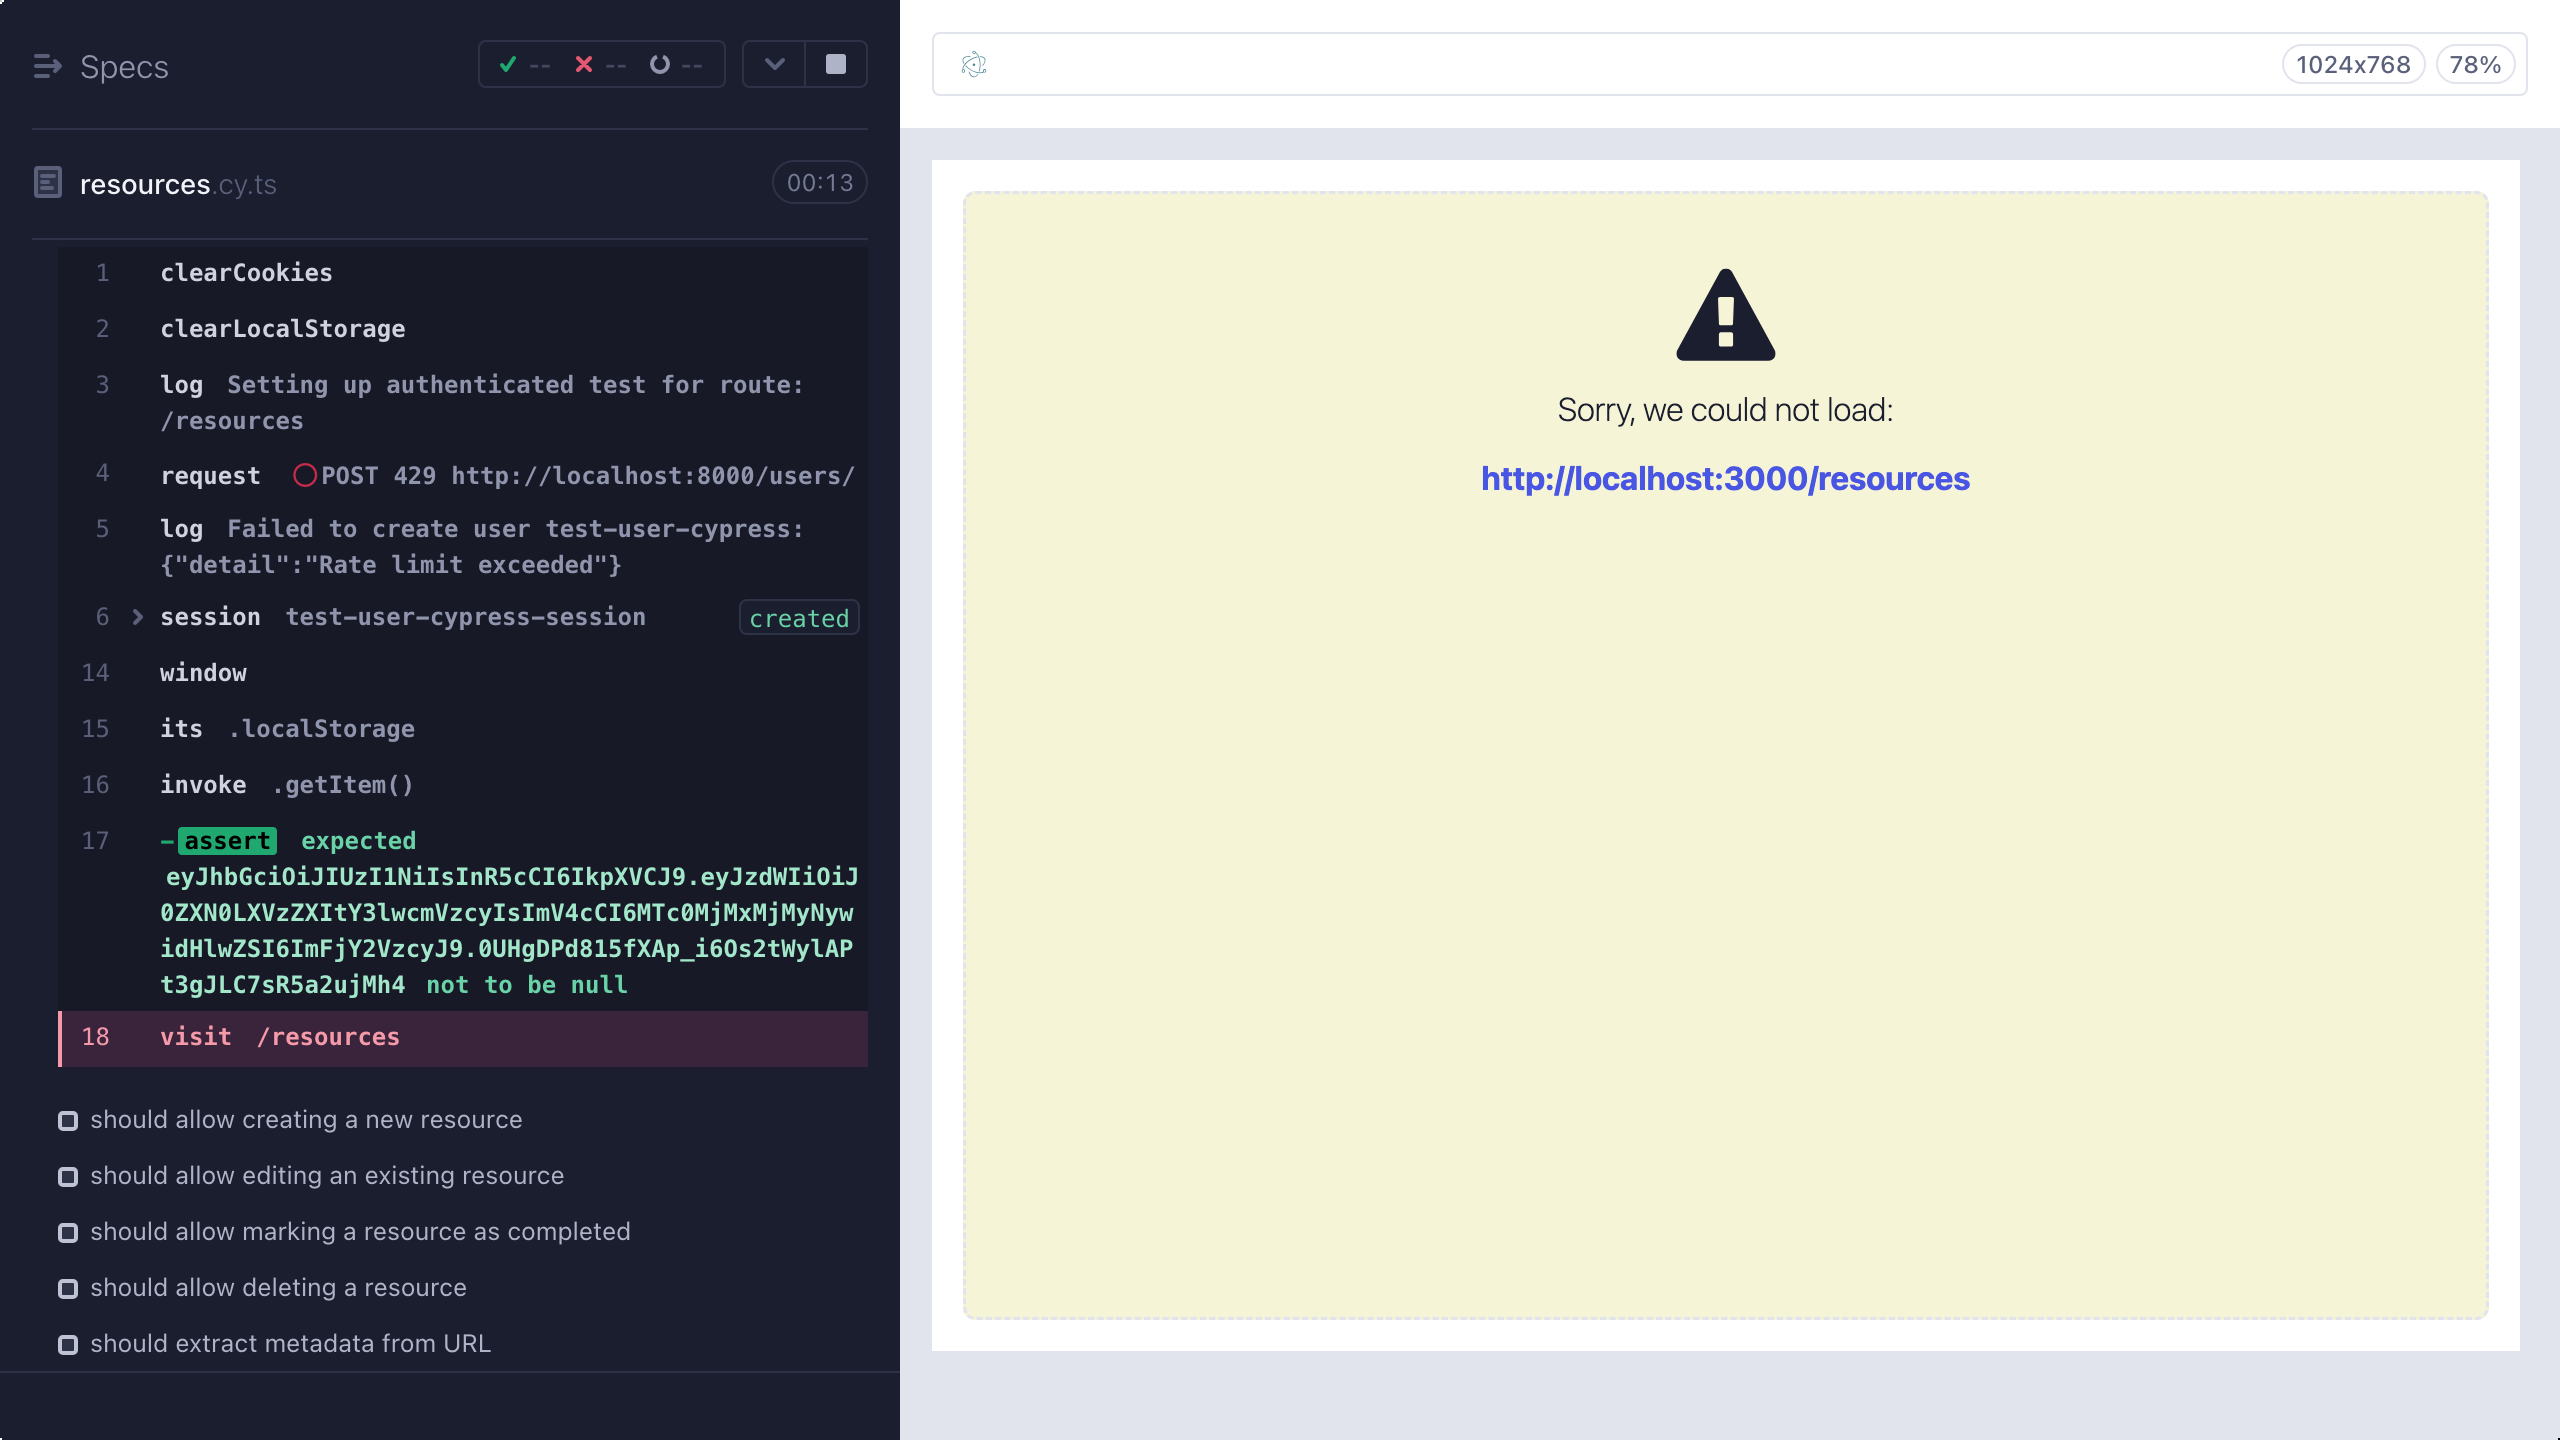 Specs
-- -- --
resources.cy.ts 00:13
1 clearCookies
2 clearLocalStorage
3 log Setting up authenticated test for route:
/resources
4 request POST 429 http://localhost:8000/users/
5 log Failed to create user test-user-cypress:
{"detail":"Rate limit exceeded"}
6 session test-user-cypress-session created
14 window
15 its .localStorage
16 invoke .getItem()
17 -assert expected
eyJhbGciOiJIUzI1NiIsInR5cCI6IkpXVCJ9.eyJzdWIiOiJ
0ZXN0LXVzZXItY3lwcmVzcyIsImV4cCI6MTc0MjMxMjMyNyw
idHlwZSI6ImFjY2VzcyJ9.0UHgDPd815fXAp_i6Os2tWylAP
t3gJLC7sR5a2ujMh4 not to be null
18 visit /resources
should allow creating a new resource
should allow editing an existing resource
should allow marking a resource as completed
should allow deleting a resource
should extract metadata from URL
1024x768 78%
Sorry, we could not load:
http://localhost:3000/resources